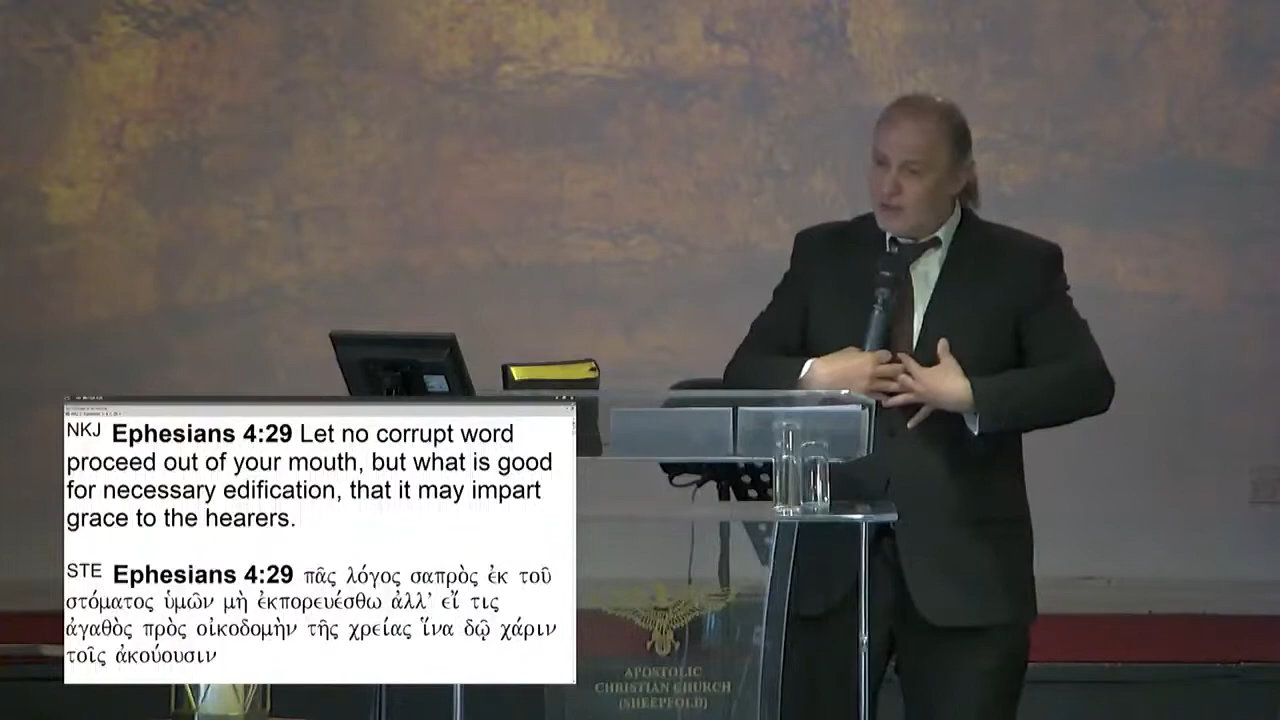 NKJ Ephesians 4:29 Let no corrupt word
proceed out of your mouth, but what is good
for necessary edification, that it may impart
grace to the hearers.
STE Ephesians 4:29 πᾶς λόγος σαπρὸς ἐκ τοῦ
στόματος ὑμῶν μὴ ἐκπορευέσθω ἀλλ' εἴ τις
ἀγαθὸς πρὸς οἰκοδομὴν τῆς χρείας ἵνα δῷ χάριν
τοῖς ἀκούουσιν
APOSTOLIC
CHRISTIAN CHURCH
(SHEEPFOLD)